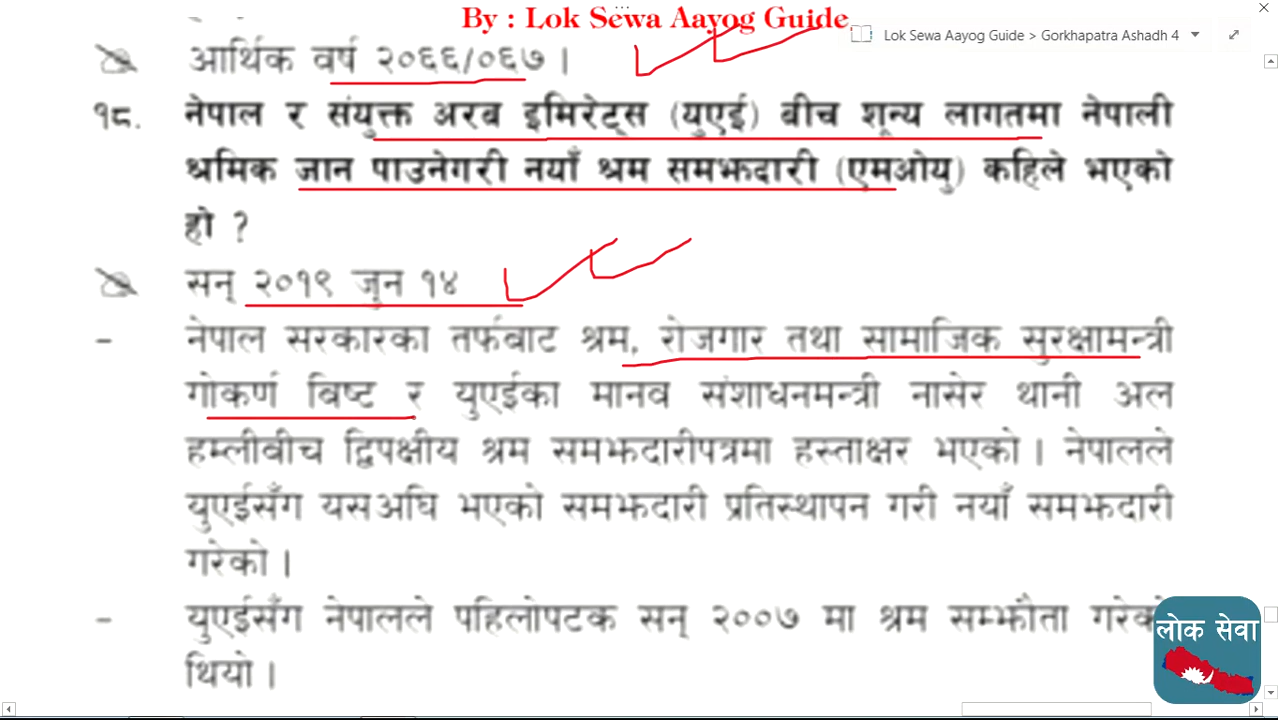 By : Lok Sewa Aayog Guide
Lok Sewa Aayog Guide > Gorkhapatra Ashadh 4
आर्थिक वर्ष २०६६/०६७ ।
१८. नेपाल र संयुक्त अरब इमिरेट्स (युएई) बीच शून्य लागतमा नेपाली
श्रमिक जान पाउनेगरी नयाँ श्रम समझदारी (एमओयु) कहिले भएको
हो ?
सन् २०१९ जून १४
- नेपाल सरकारका तर्फबाट श्रम, रोजगार तथा सामाजिक सुरक्षामन्त्री
गोकर्ण बिष्ट र युएईका मानव संशाधनमन्त्री नासेर थानी अल
हम्लीबीच द्विपक्षीय श्रम समझदारीपत्रमा हस्ताक्षर भएको । नेपालले
युएईसँग यसअघि भएको समझदारी प्रतिस्थापन गरी नयाँ समझदारी
गरेको ।
- युएईसँग नेपालले पहिलोपटक सन् २००७ मा श्रम सम्झौता गरेको
थियो ।
लोक सेवा